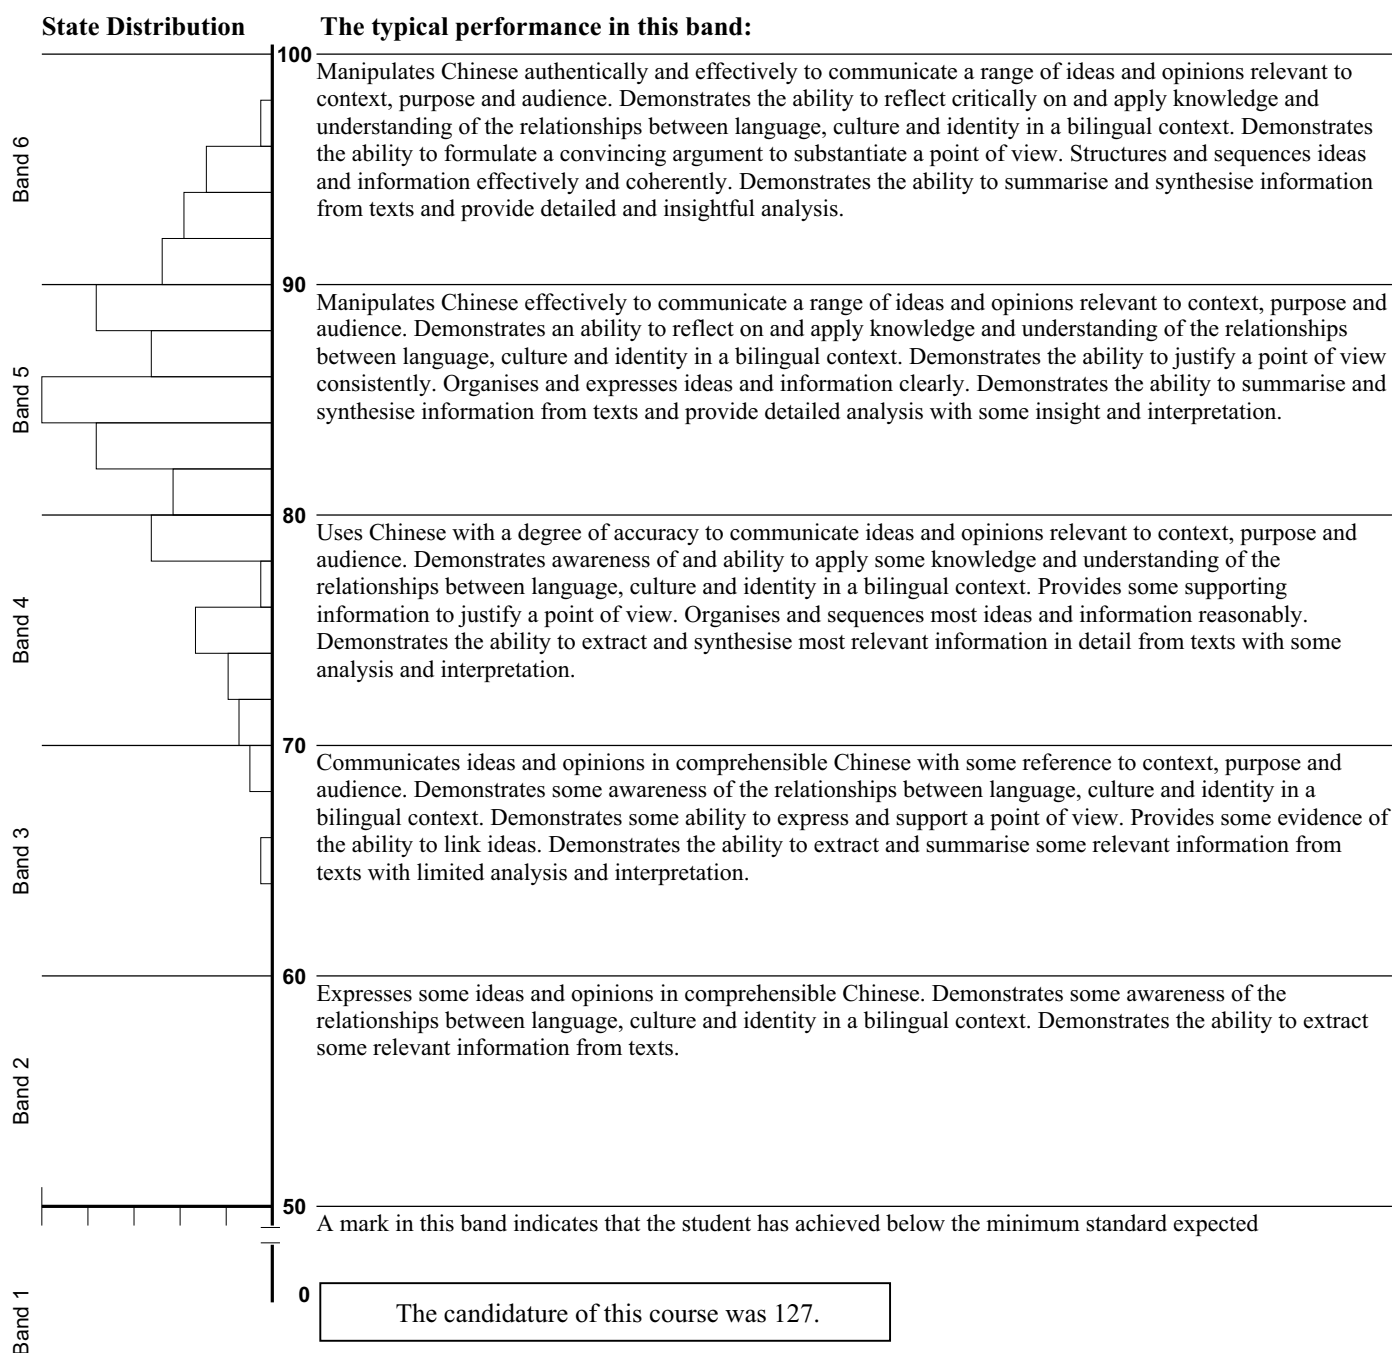 State Distribution
The typical performance in this band:
100
Manipulates Chinese authentically and effectively to communicate a range of ideas and opinions relevant to
context, purpose and audience. Demonstrates the ability to reflect critically on and apply knowledge and
understanding of the relationships between language, culture and identity in a bilingual context. Demonstrates
the ability to formulate a convincing argument to substantiate a point of view. Structures and sequences ideas
and information effectively and coherently. Demonstrates the ability to summarise and synthesise information
from texts and provide detailed and insightful analysis.
Band 6
90
Manipulates Chinese effectively to communicate a range of ideas and opinions relevant to context, purpose and
audience. Demonstrates an ability to reflect on and apply knowledge and understanding of the relationships
between language, culture and identity in a bilingual context. Demonstrates the ability to justify a point of view
consistently. Organises and expresses ideas and information clearly. Demonstrates the ability to summarise and
synthesise information from texts and provide detailed analysis with some insight and interpretation.
Band 5
80
Uses Chinese with a degree of accuracy to communicate ideas and opinions relevant to context, purpose and
audience. Demonstrates awareness of and ability to apply some knowledge and understanding of the
relationships between language, culture and identity in a bilingual context. Provides some supporting
information to justify a point of view. Organises and sequences most ideas and information reasonably.
Demonstrates the ability to extract and synthesise most relevant information in detail from texts with some
analysis and interpretation.
Band 4
70
Communicates ideas and opinions in comprehensible Chinese with some reference to context, purpose and
audience. Demonstrates some awareness of the relationships between language, culture and identity in a
bilingual context. Demonstrates some ability to express and support a point of view. Provides some evidence of
the ability to link ideas. Demonstrates the ability to extract and summarise some relevant information from
texts with limited analysis and interpretation.
Band 3
60
Expresses some ideas and opinions in comprehensible Chinese. Demonstrates some awareness of the
relationships between language, culture and identity in a bilingual context. Demonstrates the ability to extract
some relevant information from texts.
Band 2
50
A mark in this band indicates that the student has achieved below the minimum standard expected
0
Band 1
The candidature of this course was 127.